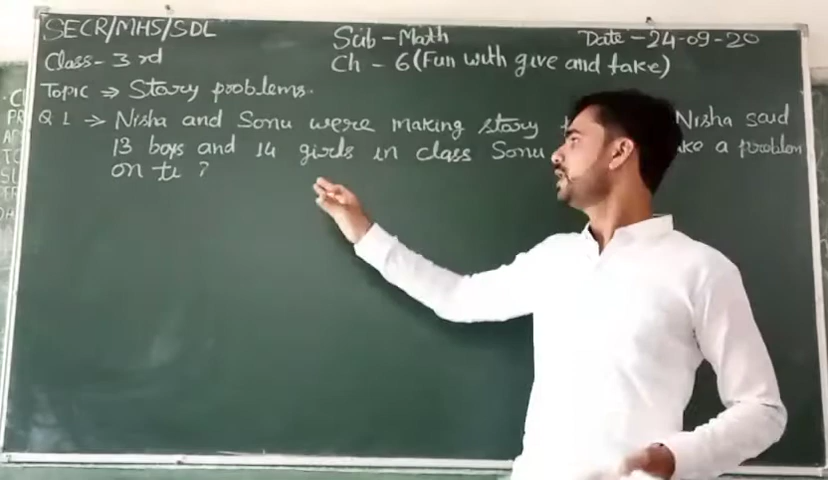 SECR/MHS/SDL
Sub - Math
Date - 24-09-20
Class - 3rd
Ch - 6 (Fun with give and take)
Topic ⇒ Story problems.
Q 1 → Nisha and Sonu were making story Nisha said
13 boys and 14 girls in class Sonu a problem
on ti ?